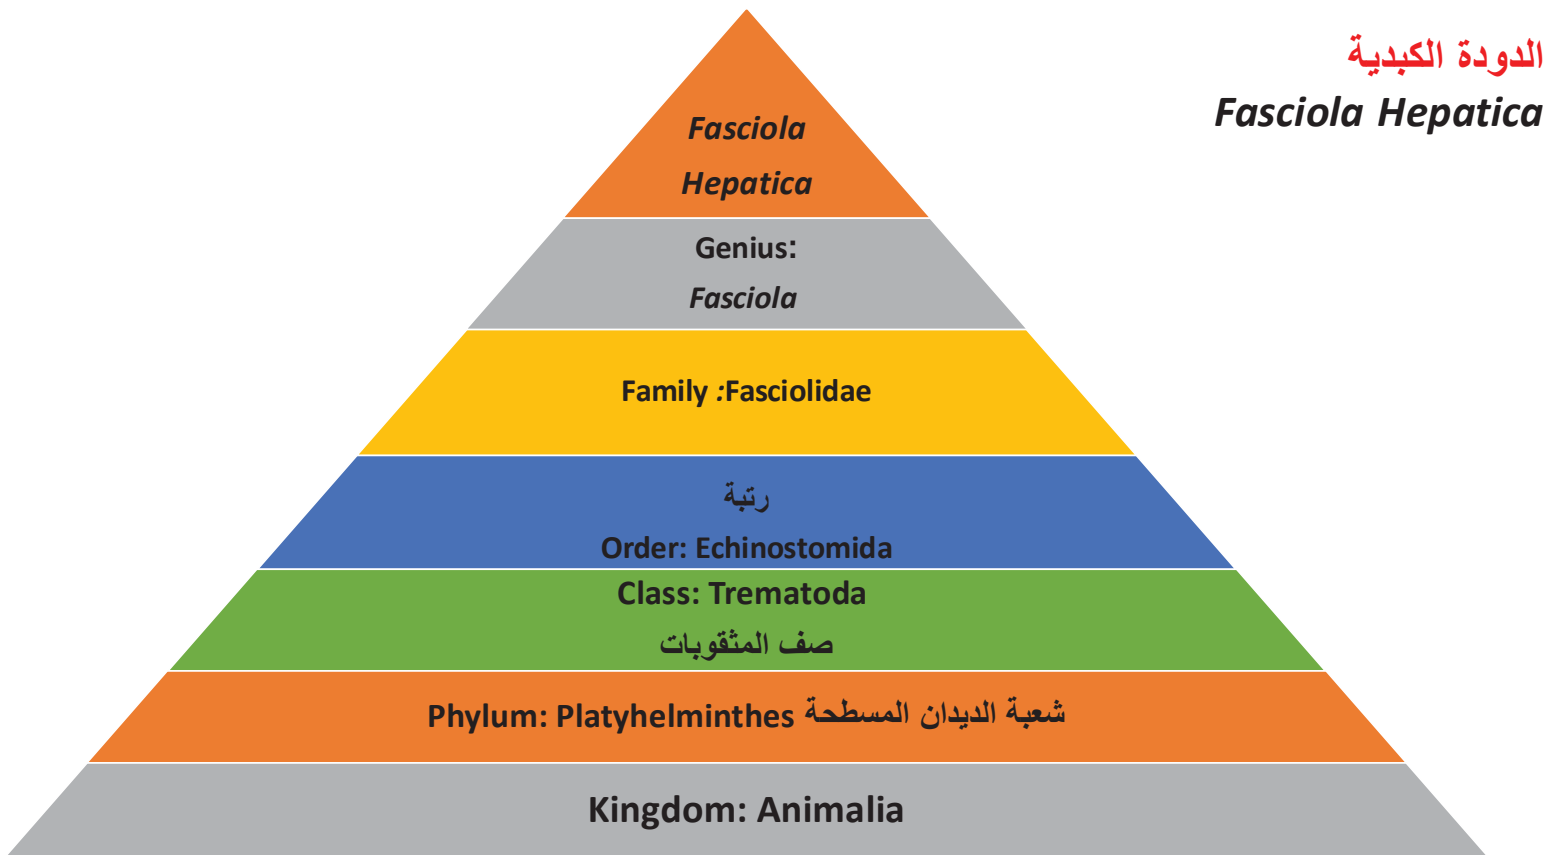 الدودة الكبدية
Fasciola Hepatica
Fasciola
Hepatica
Genius:
Fasciola
Family :Fasciolidae
رتبة
Order: Echinostomida
Class: Trematoda
صف المثقوبات
Phylum: Platyhelminthes شعبة الديدان المسطحة
Kingdom: Animalia